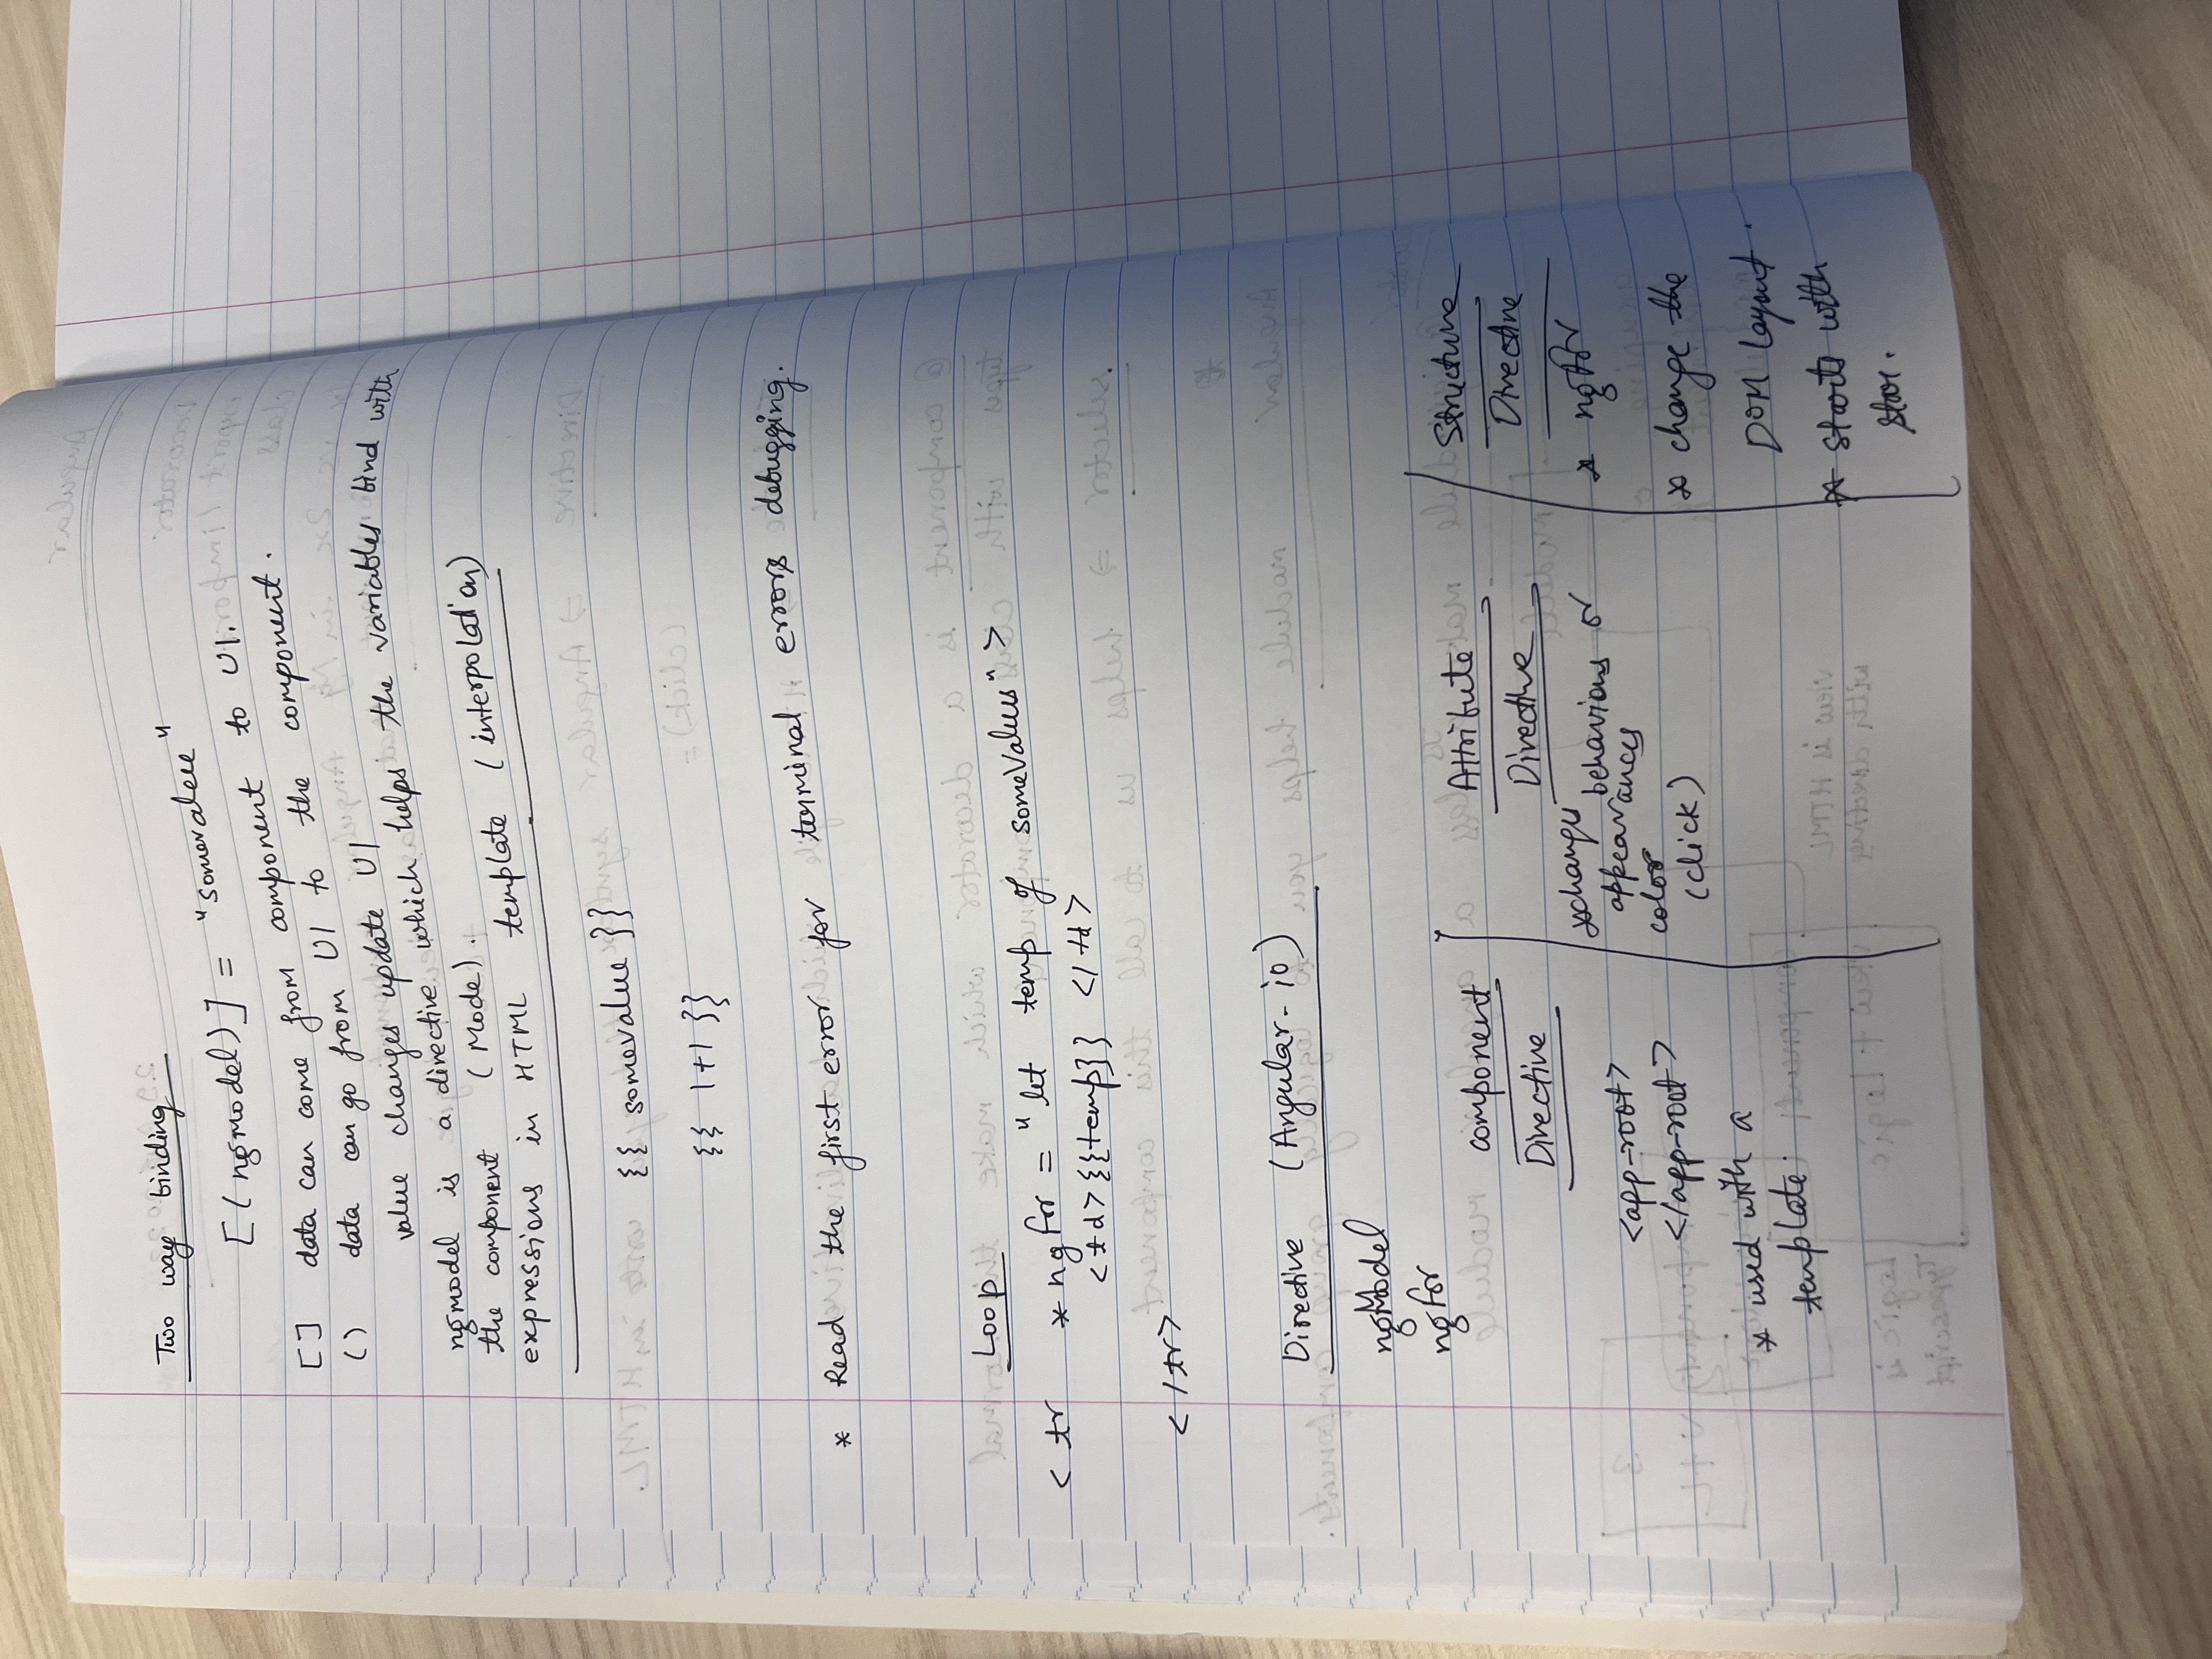 Two way binding
[(ngmodel)] = "somevalue"
[] data can come from component to UI.
() data can go from UI to the component.
value changes update UI
ngmodel is a directive which helps the variables bind with
the component (Mode).
expressions in HTML template (interpolation)
{{ somevalue }}
{{ 1+1 }}
* Read the first error for terminal errors debugging.
Loop
< tr *ngfor = "let temp of someValues" >
<td>{{temp}} </td>
</tr>
Directive (Angular-io)
ngModel
ngfor
component
Directive
<app-root>
</app-root>
* used with a
template.
Attribute
Directive
*changes
behaviours or
appearances
color
(click)
Structure
Directive
* ngfor
* change the
DOM layout.
* starts with
star.